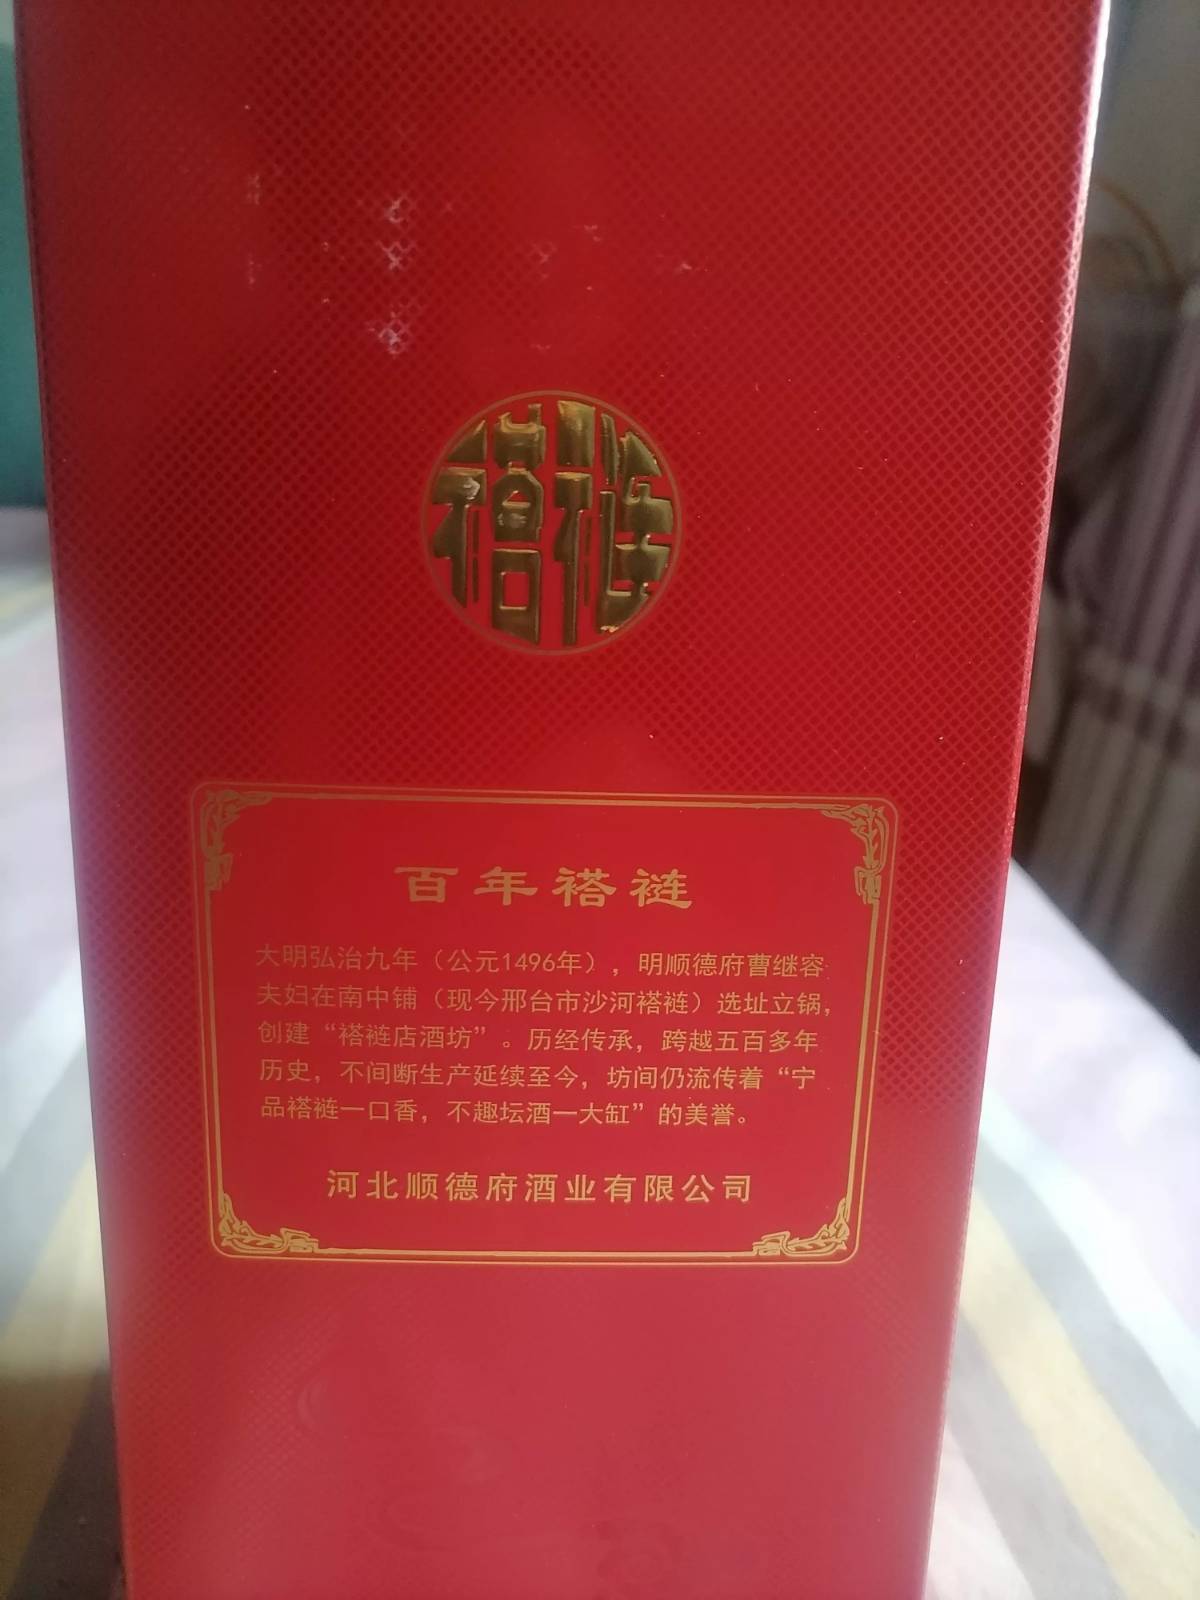 褡裢
百年褡裢
大明弘治九年（公元1496年），明顺德府曹继容
夫妇在南中铺（现今邢台市沙河褡裢）选址立锅，
创建“褡裢店酒坊”。历经传承，跨越五百多年
历史，不间断生产延续至今，坊间仍流传着“宁
品褡裢一口香，不趣坛酒一大缸”的美誉。
河北顺德府酒业有限公司